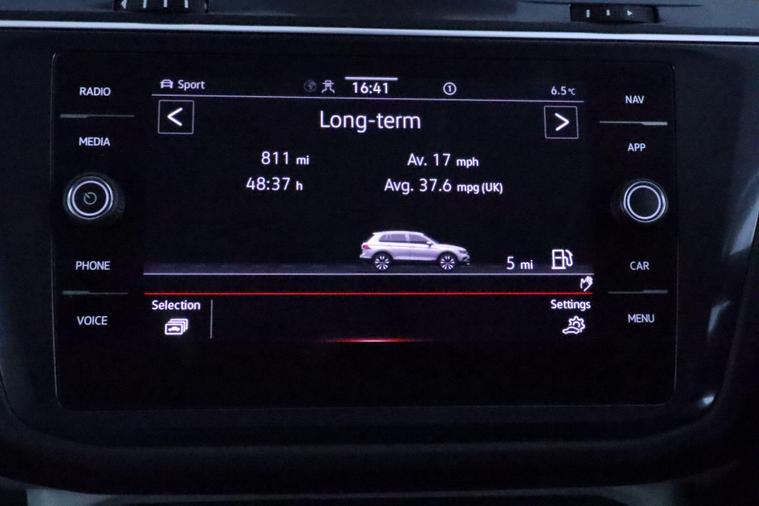 RADIO
MEDIA
PHONE
VOICE
Sport
16:41
1
6.5°C
Long-term
811 mi
Av. 17 mph
48:37 h
Avg. 37.6 mpg (UK)
5 mi
Selection
Settings
NAV
APP
CAR
MENU